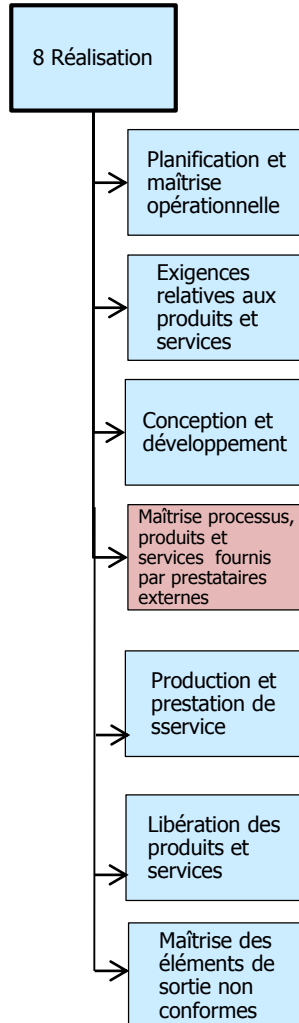 8 Réalisation
Planification et
maîtrise
opérationnelle
Exigences
relatives aux
produits et
services
Conception et
développement
Maîtrise processus,
produits et
services fournis
par prestataires
externes
Production et
prestation de
sservice
Libération des
produits et
services
Maîtrise des
éléments de
sortie non
conformes